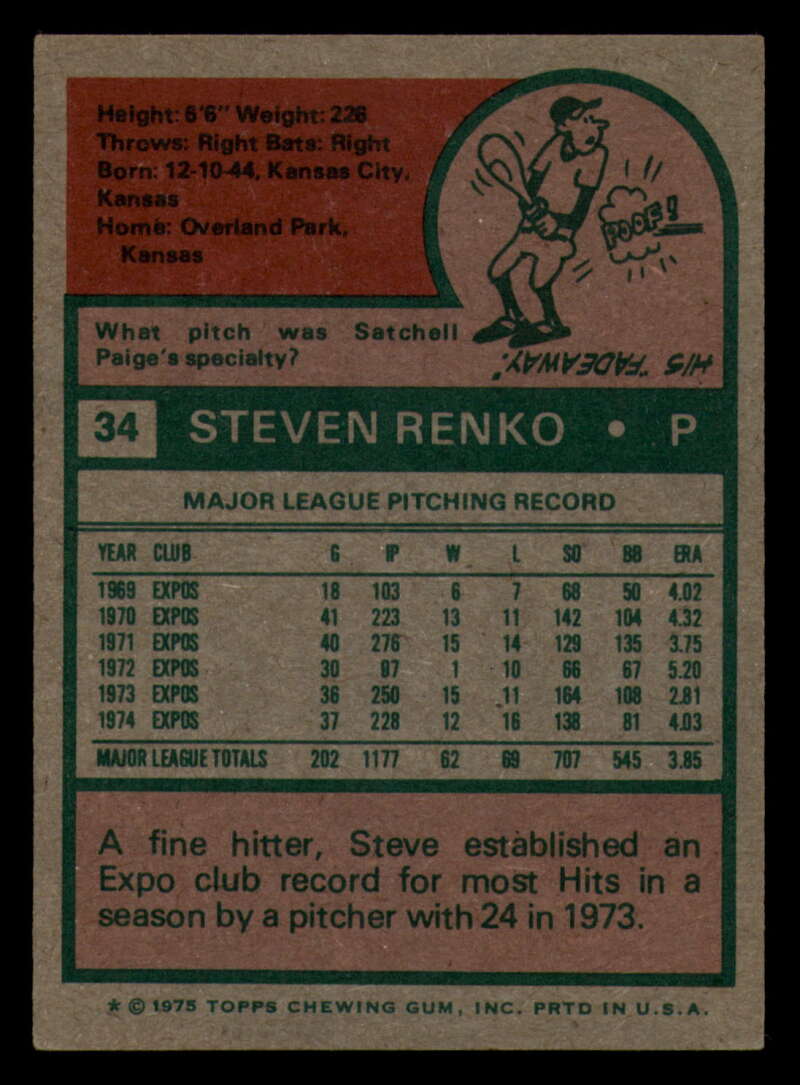 Height: 6'6" Weight: 226
Throws: Right Bats: Right
Born: 12-10-44, Kansas City,
Kansas
Home: Overland Park,
Kansas
POOF!
What pitch was Satchell
Paige's specialty?
HIS "FADEAWAY."
34 STEVEN RENKO • P
MAJOR LEAGUE PITCHING RECORD
YEAR CLUB G IP W L SO BB ERA
1969 EXPOS 18 103 6 7 68 50 4.02
1970 EXPOS 41 223 13 11 142 104 4.32
1971 EXPOS 40 276 15 14 129 135 3.75
1972 EXPOS 30 97 1 10 66 67 5.20
1973 EXPOS 36 250 15 11 164 108 2.81
1974 EXPOS 37 228 12 16 138 81 4.03
MAJOR LEAGUE TOTALS 202 1177 62 69 707 545 3.85
A fine hitter, Steve established an
Expo club record for most Hits in a
season by a pitcher with 24 in 1973.
* © 1975 TOPPS CHEWING GUM, INC. PRTD IN U.S.A.